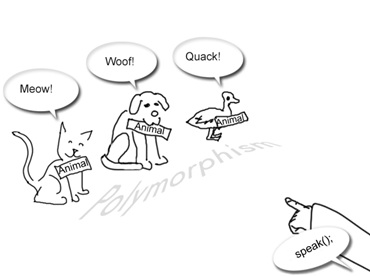 Meow!
Woof!
Quack!
Animal
Animal
Animal
Polymorphism
speak();